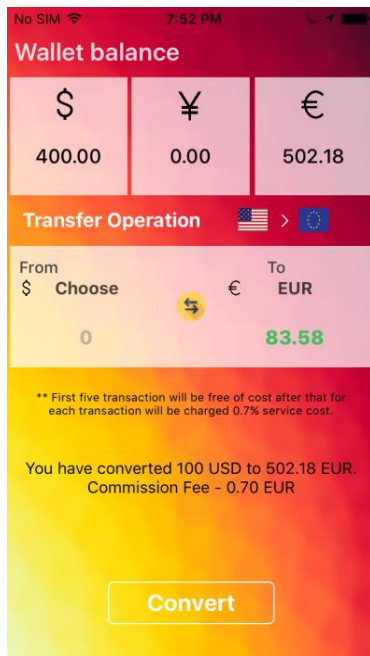 No SIM 7:52 PM
Wallet balance
$ ¥ €
400.00 0.00 502.18
Transfer Operation >
From To
$ Choose € EUR
0 83.58
** First five transaction will be free of cost after that for
each transaction will be charged 0.7% service cost.
You have converted 100 USD to 502.18 EUR.
Commission Fee - 0.70 EUR
Convert